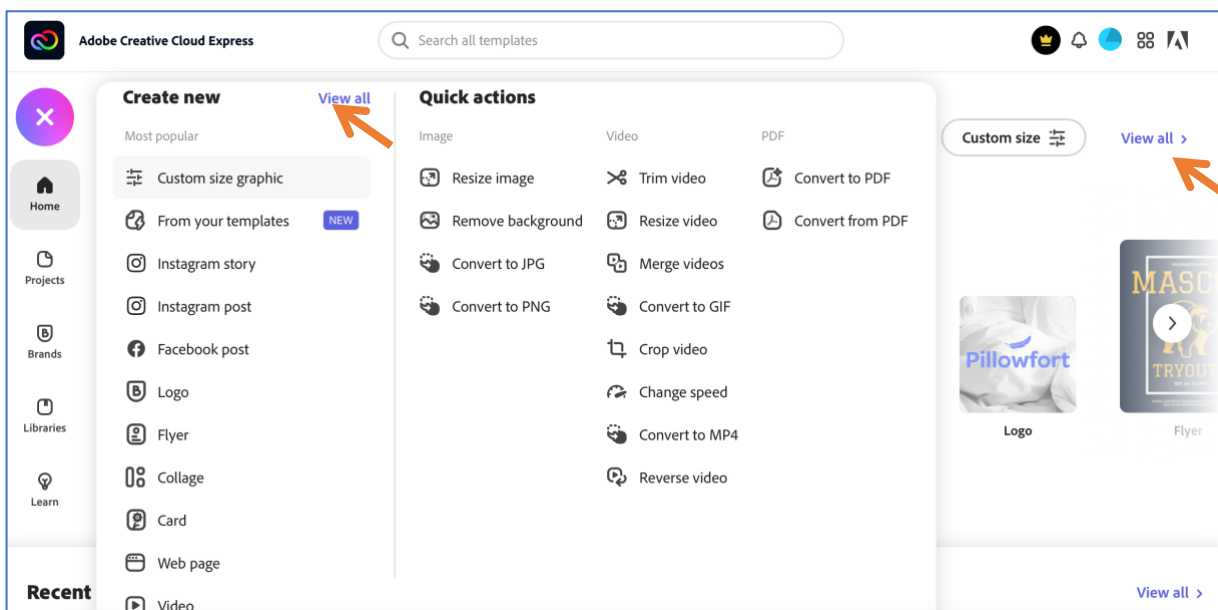 Adobe Creative Cloud Express
Search all templates
Create new
View all
Quick actions
Most popular
Image
Video
PDF
Custom size
View all
Custom size graphic
Resize image
Trim video
Convert to PDF
Home
From your templates
NEW
Remove background
Resize video
Convert from PDF
Instagram story
Convert to JPG
Merge videos
Projects
Instagram post
Convert to PNG
Convert to GIF
Brands
Facebook post
Crop video
Logo
Change speed
Libraries
Flyer
Convert to MP4
Collage
Reverse video
Learn
Card
Web page
Video
Pillowfort
Logo
MASC
TRYOUT
Flyer
Recent
View all